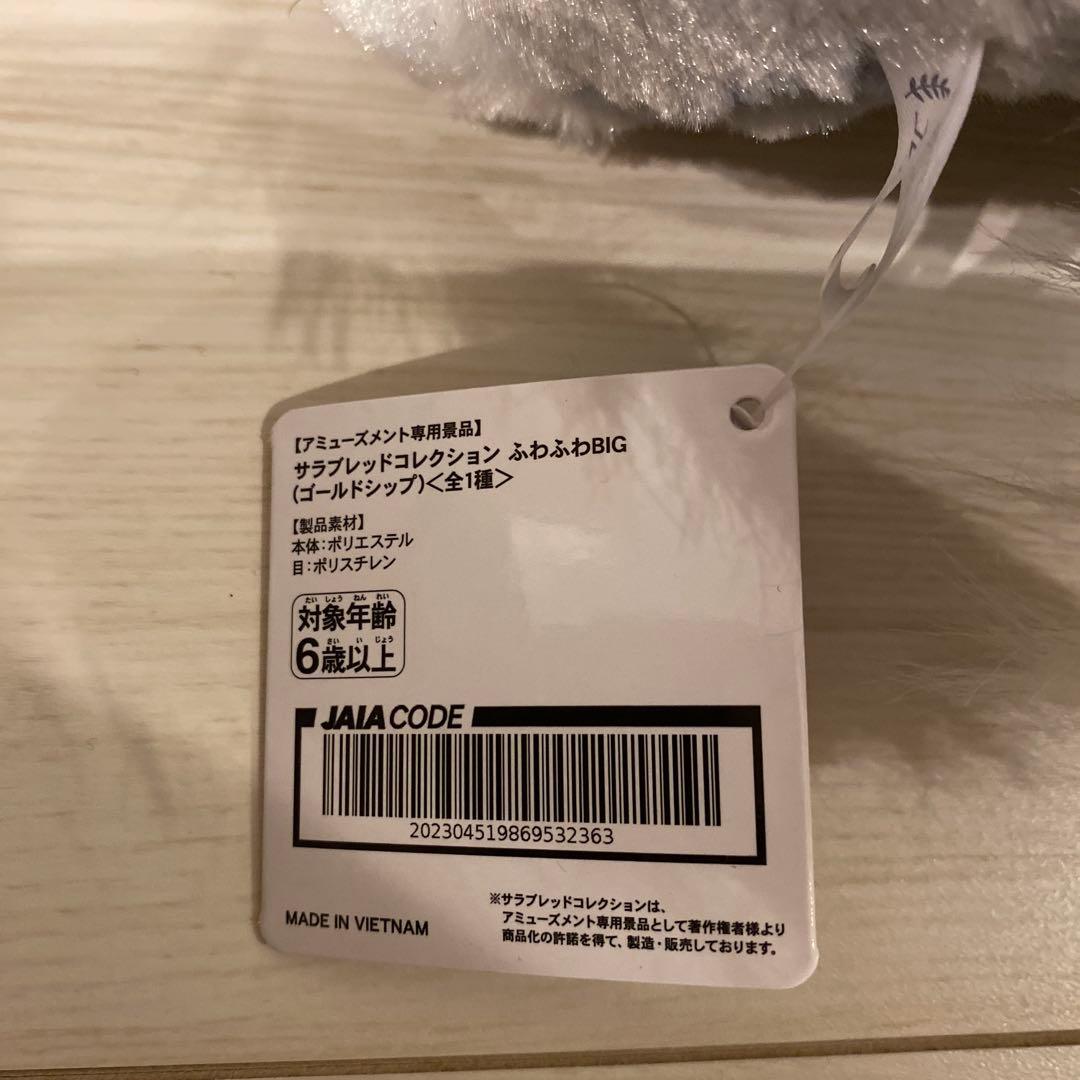 【アミューズメント専用景品】
サラブレッドコレクション ふわふわBIG
(ゴールドシップ)<全1種>
【製品素材】
本体:ポリエステル
目:ポリスチレン
たい しょう ねん れい
対象年齢
さい い じょう
6歳以上
JAIA CODE
202304519869532363
MADE IN VIETNAM
※サラブレッドコレクションは、
アミューズメント専用景品として著作権者様より
商品化の許諾を得て、製造・販売しております。